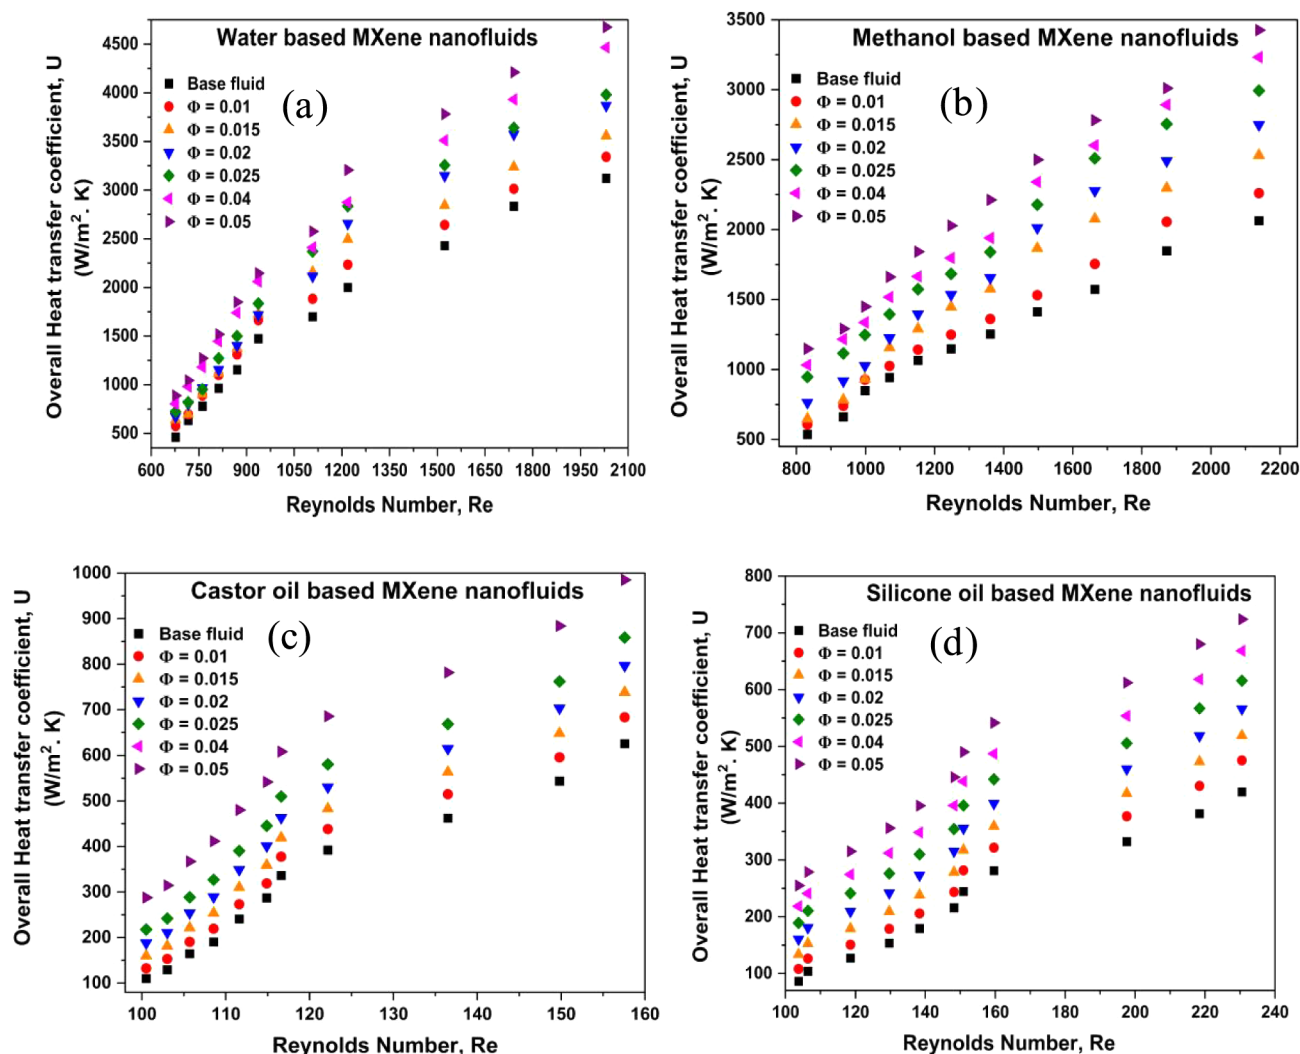 Water based MXene nanofluids
(a)
Base fluid
Φ = 0.01
Φ = 0.015
Φ = 0.02
Φ = 0.025
Φ = 0.04
Φ = 0.05
Overall Heat transfer coefficient, U
(W/m². K)
4500
4000
3500
3000
2500
2000
1500
1000
500
600 750 900 1050 1200 1350 1500 1650 1800 1950 2100
Reynolds Number, Re
Methanol based MXene nanofluids
(b)
Base fluid
Φ = 0.01
Φ = 0.015
Φ = 0.02
Φ = 0.025
Φ = 0.04
Φ = 0.05
Overall Heat transfer coefficient, U
(W/m². K)
3500
3000
2500
2000
1500
1000
500
800 1000 1200 1400 1600 1800 2000 2200
Reynolds Number, Re
Castor oil based MXene nanofluids
(c)
Base fluid
Φ = 0.01
Φ = 0.015
Φ = 0.02
Φ = 0.025
Φ = 0.04
Φ = 0.05
Overall Heat transfer coefficient, U
(W/m². K)
1000
900
800
700
600
500
400
300
200
100
100 110 120 130 140 150 160
Reynolds Number, Re
Silicone oil based MXene nanofluids
(d)
Base fluid
Φ = 0.01
Φ = 0.015
Φ = 0.02
Φ = 0.025
Φ = 0.04
Φ = 0.05
Overall Heat transfer coefficient, U
(W/m². K)
800
700
600
500
400
300
200
100
100 120 140 160 180 200 220 240
Reynolds Number, Re